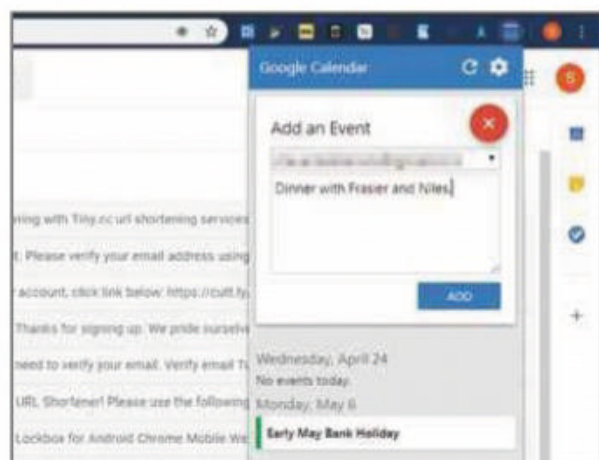 Google Calendar
Add an Event
Dinner with Frasier and Niles
ADD
ning with Tiny.cc url shortening services
t. Please verify your email address using
account, click link below: https://cutt.ly
Thanks for signing up. We pride ourselve
need to verify your email. Verify email Tu
URL Shortener! Please use the following
Lockbox for Android Chrome Mobile We
Wednesday, April 24
No events today.
Monday, May 6
Early May Bank Holiday